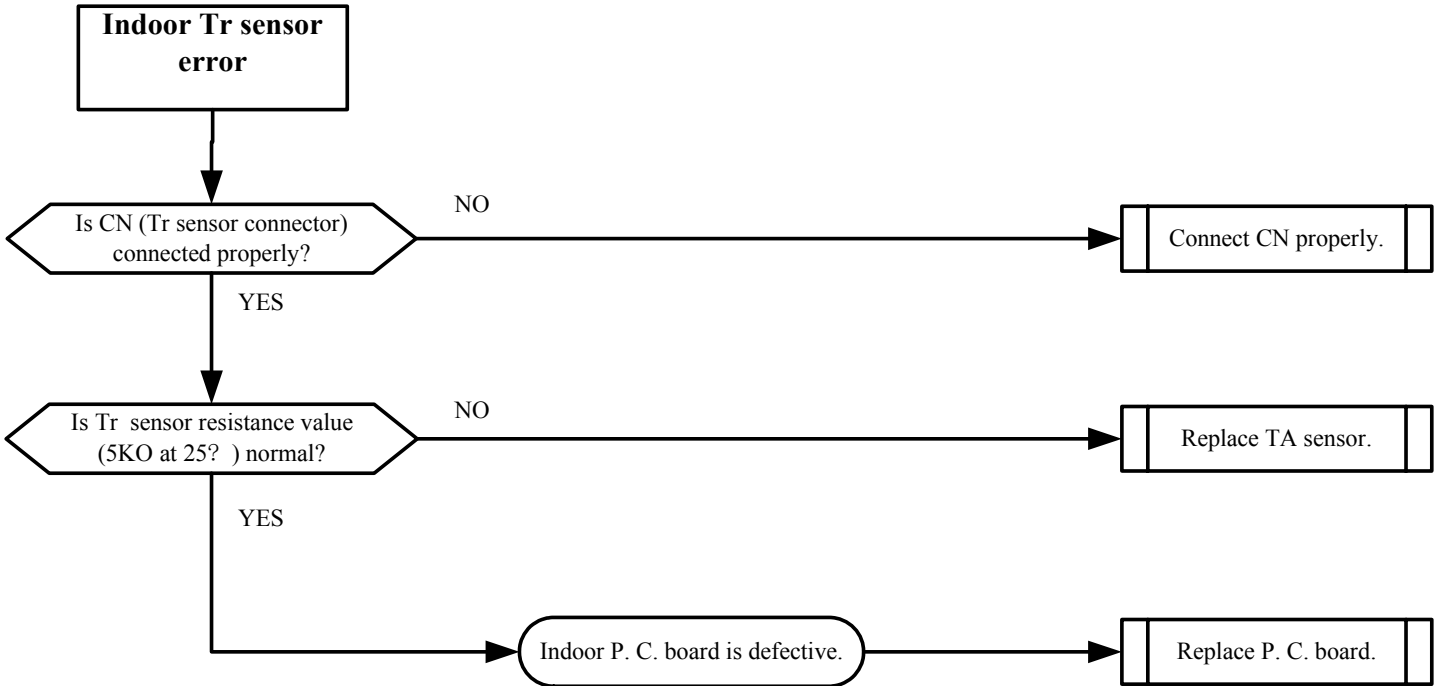 Indoor Tr sensor
error
Is CN (Tr sensor connector)
connected properly?
NO
Connect CN properly.
YES
Is Tr sensor resistance value
(5KO at 25? ) normal?
NO
Replace TA sensor.
YES
Indoor P. C. board is defective.
Replace P. C. board.